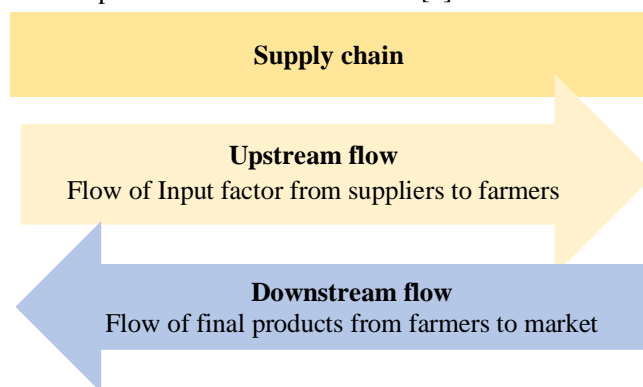 Supply chain
Upstream flow
Flow of Input factor from suppliers to farmers
Downstream flow
Flow of final products from farmers to market